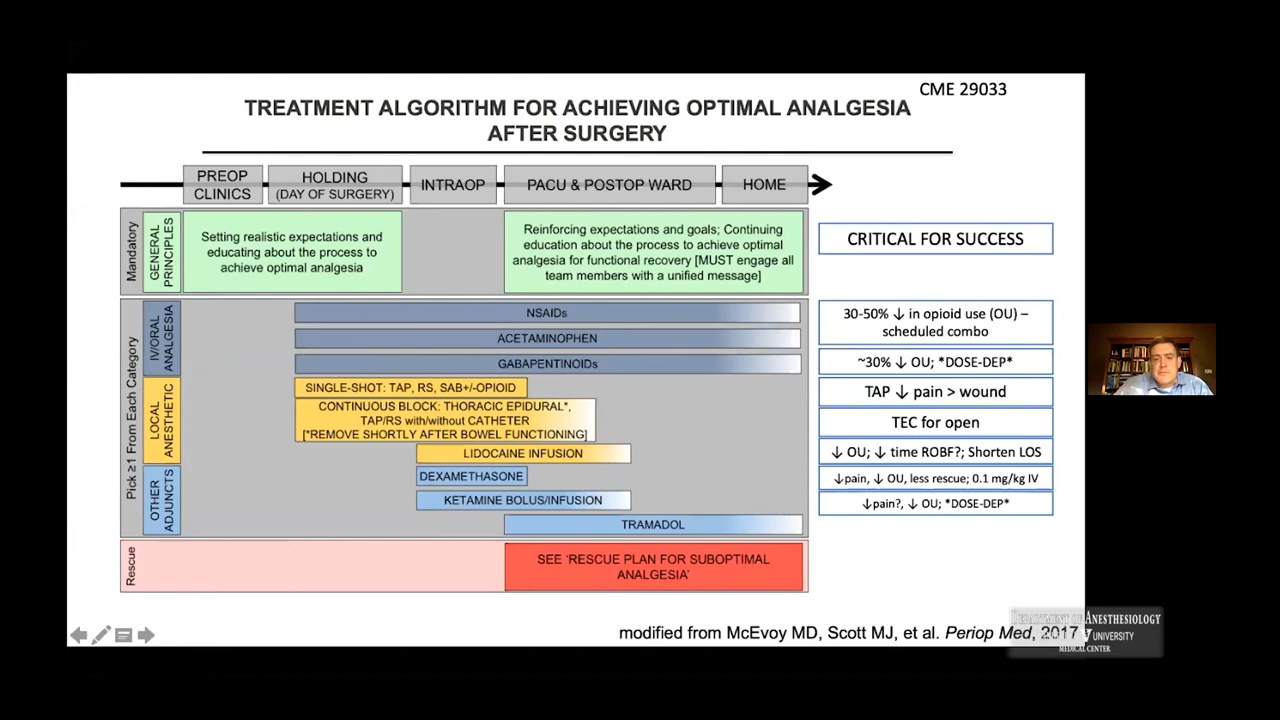 CME 29033
TREATMENT ALGORITHM FOR ACHIEVING OPTIMAL ANALGESIA
AFTER SURGERY
PREOP
CLINICS
HOLDING
(DAY OF SURGERY)
INTRAOP
PACU & POSTOP WARD
HOME
Mandatory
GENERAL
PRINCIPLES
Setting realistic expectations and
educating about the process to
achieve optimal analgesia
Reinforcing expectations and goals; Continuing
education about the process to achieve optimal
analgesia for functional recovery [MUST engage all
team members with a unified message]
CRITICAL FOR SUCCESS
Pick ≥1 From Each Category
IV/ORAL
ANALGESIA
NSAIDs
ACETAMINOPHEN
GABAPENTINOIDs
30-50% ↓ in opioid use (OU) –
scheduled combo
~30% ↓ OU; *DOSE-DEP*
LOCAL
ANESTHETIC
SINGLE-SHOT: TAP, RS, SAB+/-OPIOID
CONTINUOUS BLOCK: THORACIC EPIDURAL*,
TAP/RS with/without CATHETER
[*REMOVE SHORTLY AFTER BOWEL FUNCTIONING]
LIDOCAINE INFUSION
TAP ↓ pain > wound
TEC for open
↓ OU; ↓ time ROBF?; Shorten LOS
OTHER
ADJUNCTS
DEXAMETHASONE
KETAMINE BOLUS/INFUSION
TRAMADOL
↓pain, ↓ OU, less rescue; 0.1 mg/kg IV
↓pain?, ↓ OU; *DOSE-DEP*
Rescue
SEE ‘RESCUE PLAN FOR SUBOPTIMAL
ANALGESIA’
modified from McEvoy MD, Scott MJ, et al. Periop Med, 2017
DEPARTMENT OF ANESTHESIOLOGY
UNIVERSITY
MEDICAL CENTER